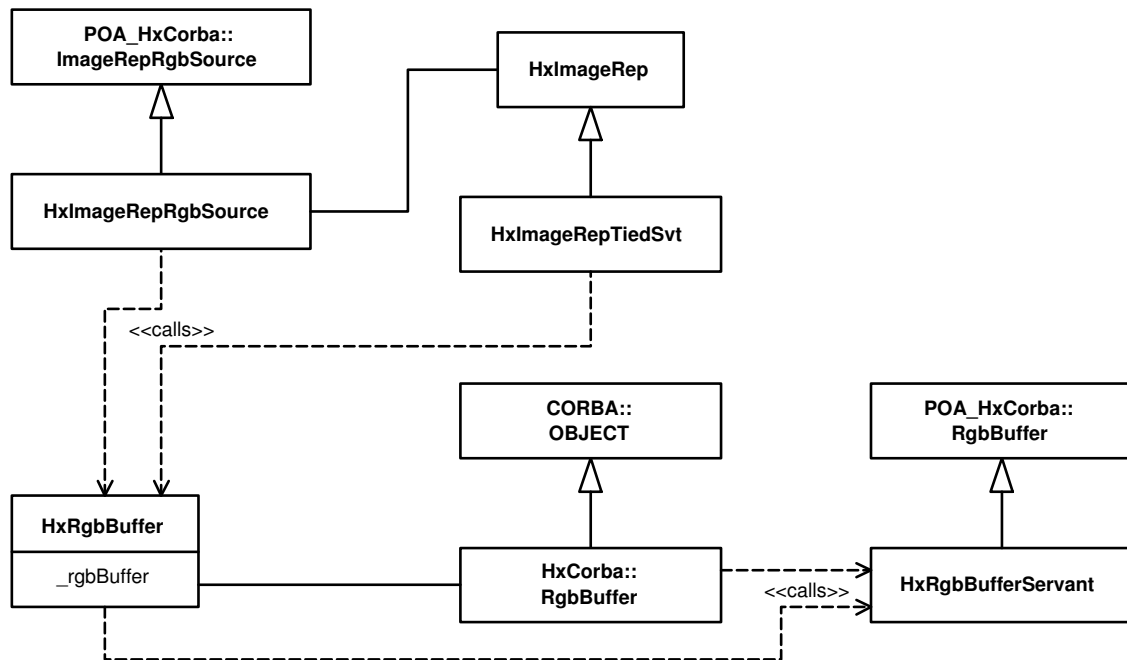 POA_HxCorba::
ImageRepRgbSource
HxImageRep
HxImageRepRgbSource
HxImageRepTiedSvt
<<calls>>
CORBA::
OBJECT
POA_HxCorba::
RgbBuffer
HxRgbBuffer
_rgbBuffer
HxCorba::
RgbBuffer
HxRgbBufferServant
<<calls>>